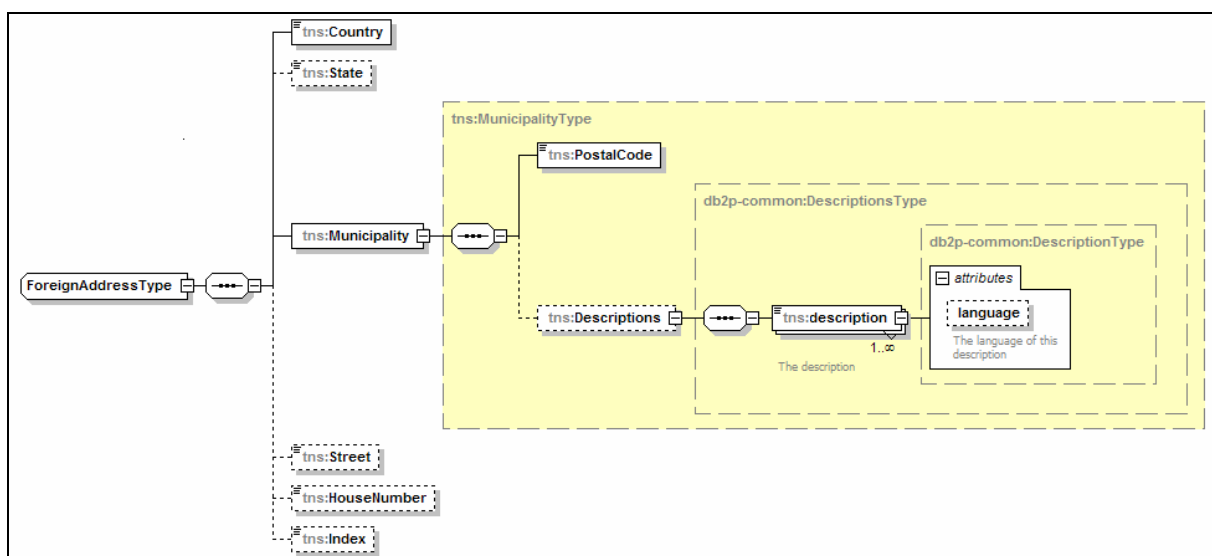 tns:Country
tns:State
tns:MunicipalityType
tns:PostalCode
db2p-common:DescriptionsType
tns:Municipality
db2p-common:DescriptionType
ForeignAddressType
attributes
language
tns:Descriptions
tns:description
The language of this
description
1..∞
The description
tns:Street
tns:HouseNumber
tns:Index